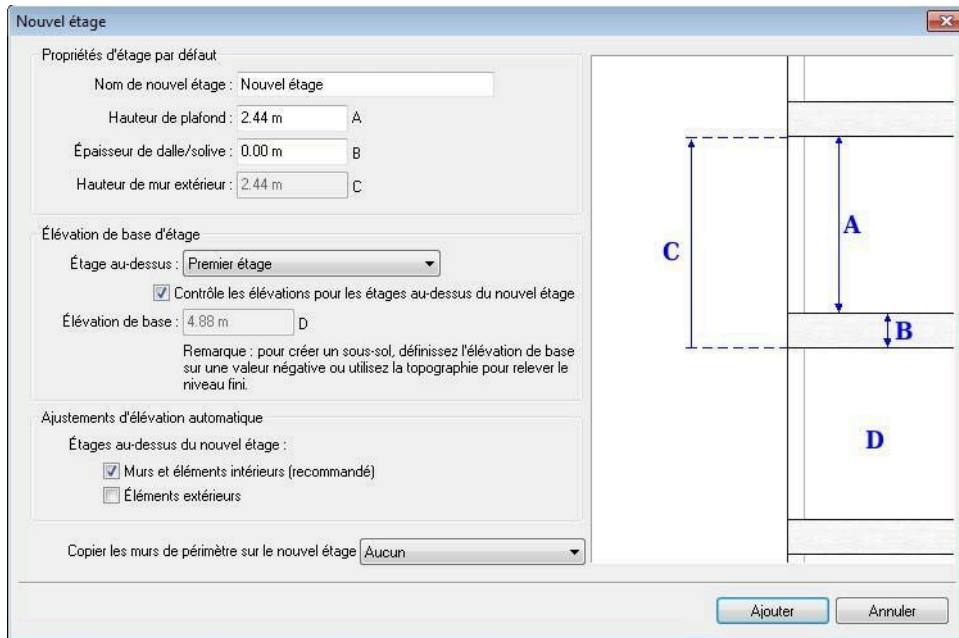 Nouvel étage
Propriétés d'étage par défaut
Nom de nouvel étage : Nouvel étage
Hauteur de plafond : 2.44 m A
Épaisseur de dalle/solive : 0.00 m B
Hauteur de mur extérieur : 2.44 m C
Élévation de base d'étage
Étage au-dessus : Premier étage
Contrôle les élévations pour les étages au-dessus du nouvel étage
Élévation de base : 4.88 m D
Remarque : pour créer un sous-sol, définissez l'élévation de base
sur une valeur négative ou utilisez la topographie pour relever le
niveau fini.
Ajustements d'élévation automatique
Étages au-dessus du nouvel étage :
Murs et éléments intérieurs (recommandé)
Éléments extérieurs
Copier les murs de périmètre sur le nouvel étage Aucun
A
C
B
D
Ajouter Annuler